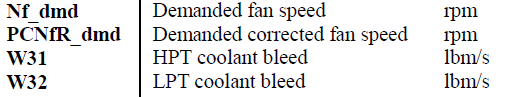 Nf_dmd Demanded fan speed rpm
PCNfR_dmd Demanded corrected fan speed rpm
W31 HPT coolant bleed lbm/s
W32 LPT coolant bleed lbm/s